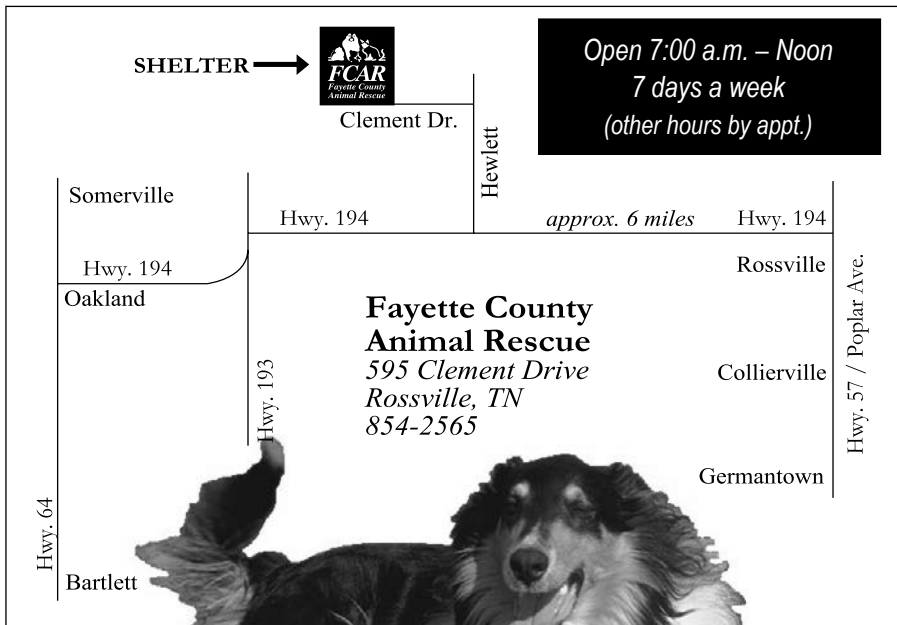 SHELTER
FCAR
Fayette County
Animal Rescue
Open 7:00 a.m. – Noon
7 days a week
(other hours by appt.)
Clement Dr.
Hewlett
Somerville
Hwy. 194
approx. 6 miles
Hwy. 194
Hwy. 194
Oakland
Rossville
Hwy. 57 / Poplar Ave.
Fayette County
Animal Rescue
595 Clement Drive
Rossville, TN
854-2565
Hwy. 193
Collierville
Germantown
Hwy. 64
Bartlett